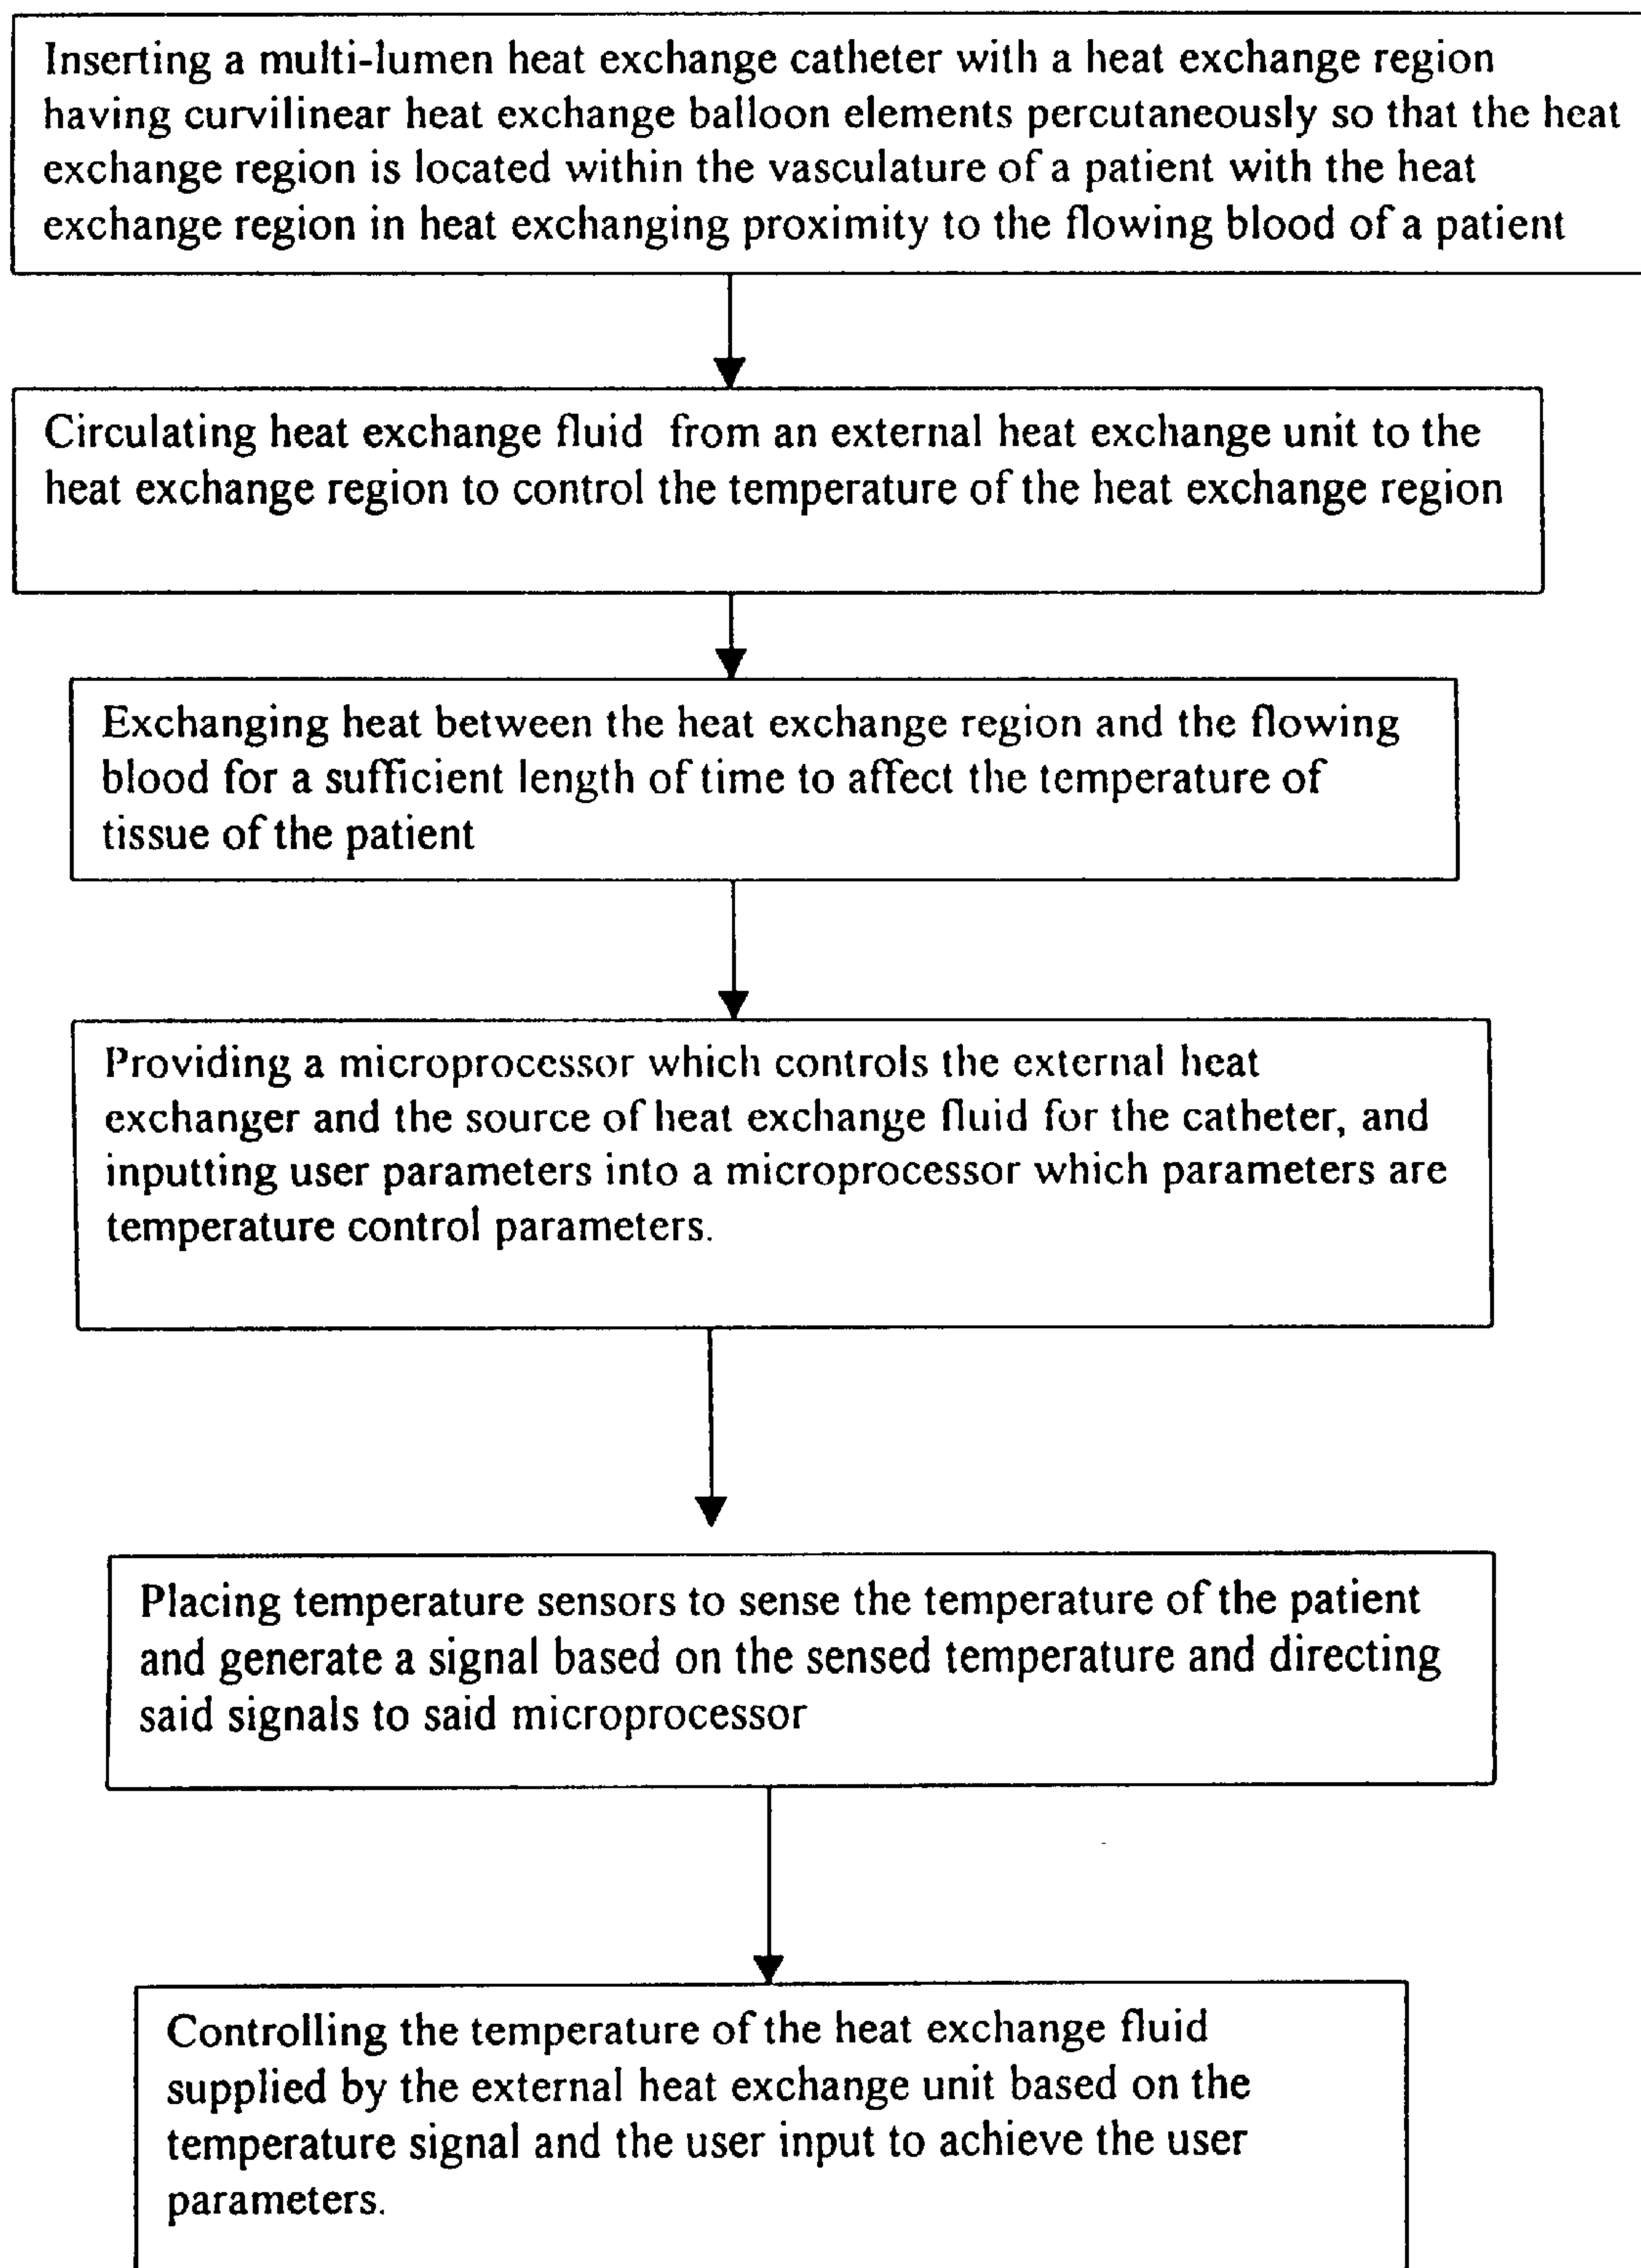 Inserting a multi-lumen heat exchange catheter with a heat exchange region
having curvilinear heat exchange balloon elements percutaneously so that the heat
exchange region is located within the vasculature of a patient with the heat
exchange region in heat exchanging proximity to the flowing blood of a patient
Circulating heat exchange fluid from an external heat exchange unit to the
heat exchange region to control the temperature of the heat exchange region
Exchanging heat between the heat exchange region and the flowing
blood for a sufficient length of time to affect the temperature of
tissue of the patient
Providing a microprocessor which controls the external heat
exchanger and the source of heat exchange fluid for the catheter, and
inputting user parameters into a microprocessor which parameters are
temperature control parameters.
Placing temperature sensors to sense the temperature of the patient
and generate a signal based on the sensed temperature and directing
said signals to said microprocessor
Controlling the temperature of the heat exchange fluid
supplied by the external heat exchange unit based on the
temperature signal and the user input to achieve the user
parameters.